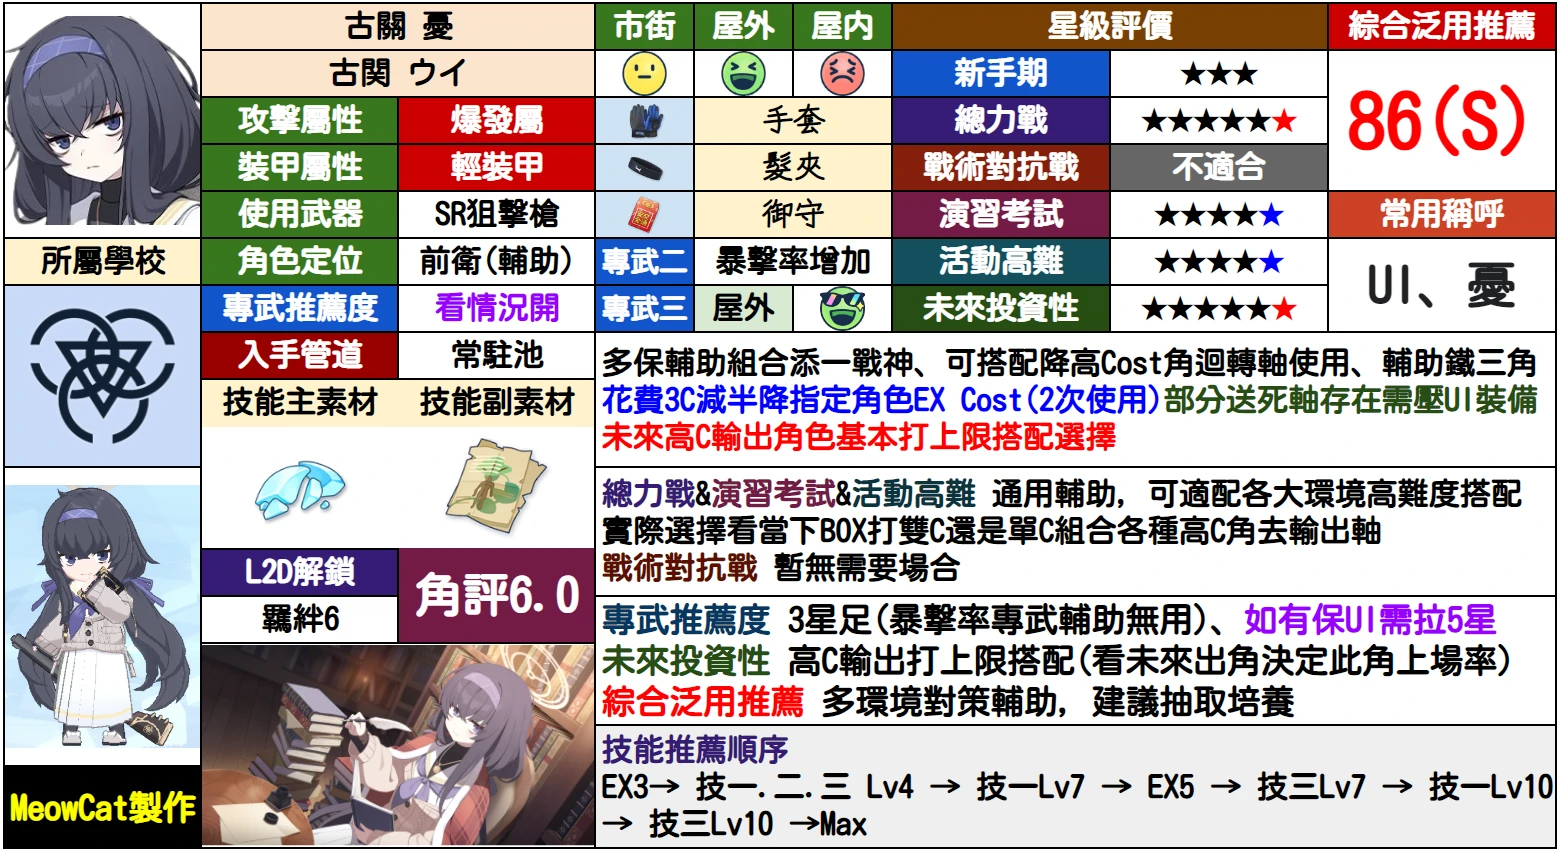 古關 憂
市街
屋外
屋内
星級評價
綜合泛用推薦
古関 ウイ
新手期
★★★
86(S)
攻擊屬性
爆發屬
手套
總力戰
★★★★★★
裝甲屬性
輕裝甲
髮夾
戰術對抗戰
不適合
使用武器
SR狙擊槍
御守
演習考試
★★★★★
常用稱呼
所屬學校
角色定位
前衛(輔助)
專武二
暴擊率增加
活動高難
★★★★★
UI、憂
專武推薦度
看情況開
專武三
屋外
未來投資性
★★★★★★
入手管道
常駐池
多保輔助組合添一戰神、可搭配降高Cost角迴轉軸使用、輔助鐵三角
花費3C減半降指定角色EX Cost(2次使用)部分送死軸存在需壓UI裝備
未來高C輸出角色基本打上限搭配選擇
技能主素材
技能副素材
總力戰&演習考試&活動高難 通用輔助, 可適配各大環境高難度搭配
實際選擇看當下BOX打雙C還是單C組合各種高C角去輸出軸
戰術對抗戰 暫無需要場合
L2D解鎖
角評6.0
羈絆6
專武推薦度 3星足(暴擊率專武輔助無用)、如有保UI需拉5星
未來投資性 高C輸出打上限搭配(看未來出角決定此角上場率)
綜合泛用推薦 多環境對策輔助, 建議抽取培養
技能推薦順序
EX3→ 技一.二.三 Lv4 → 技一Lv7 → EX5 → 技三Lv7 → 技一Lv10
→ 技三Lv10 →Max
MeowCat製作